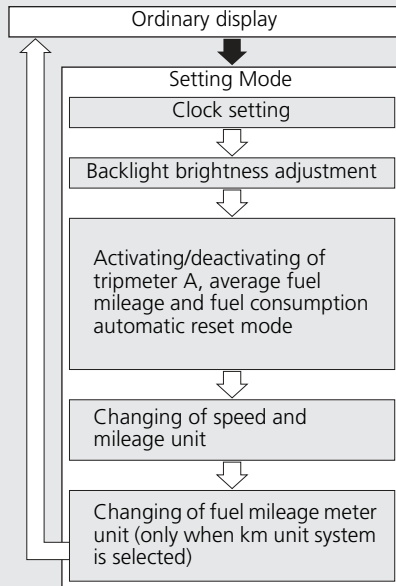 Ordinary display
Setting Mode
Clock setting
Backlight brightness adjustment
Activating/deactivating of
tripmeter A, average fuel
mileage and fuel consumption
automatic reset mode
Changing of speed and
mileage unit
Changing of fuel mileage meter
unit (only when km unit system
is selected)